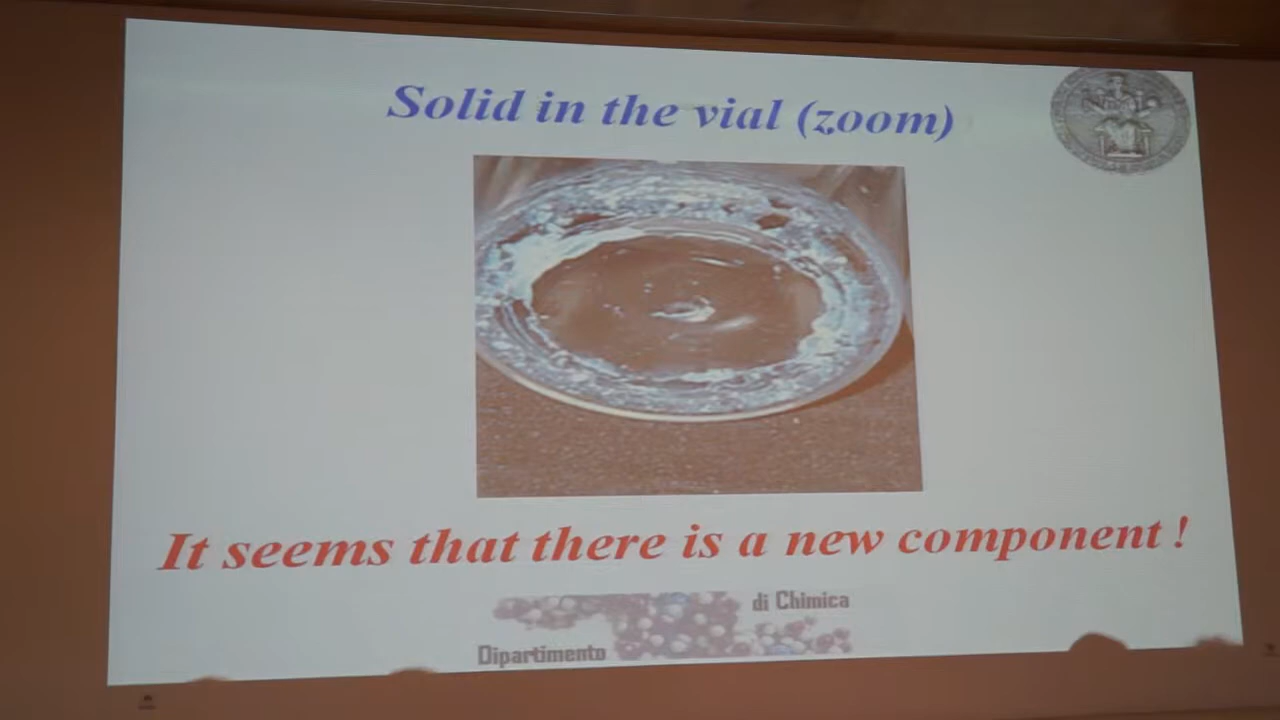 Solid in the vial (zoom)
It seems that there is a new component !
di Chimica
Dipartimento